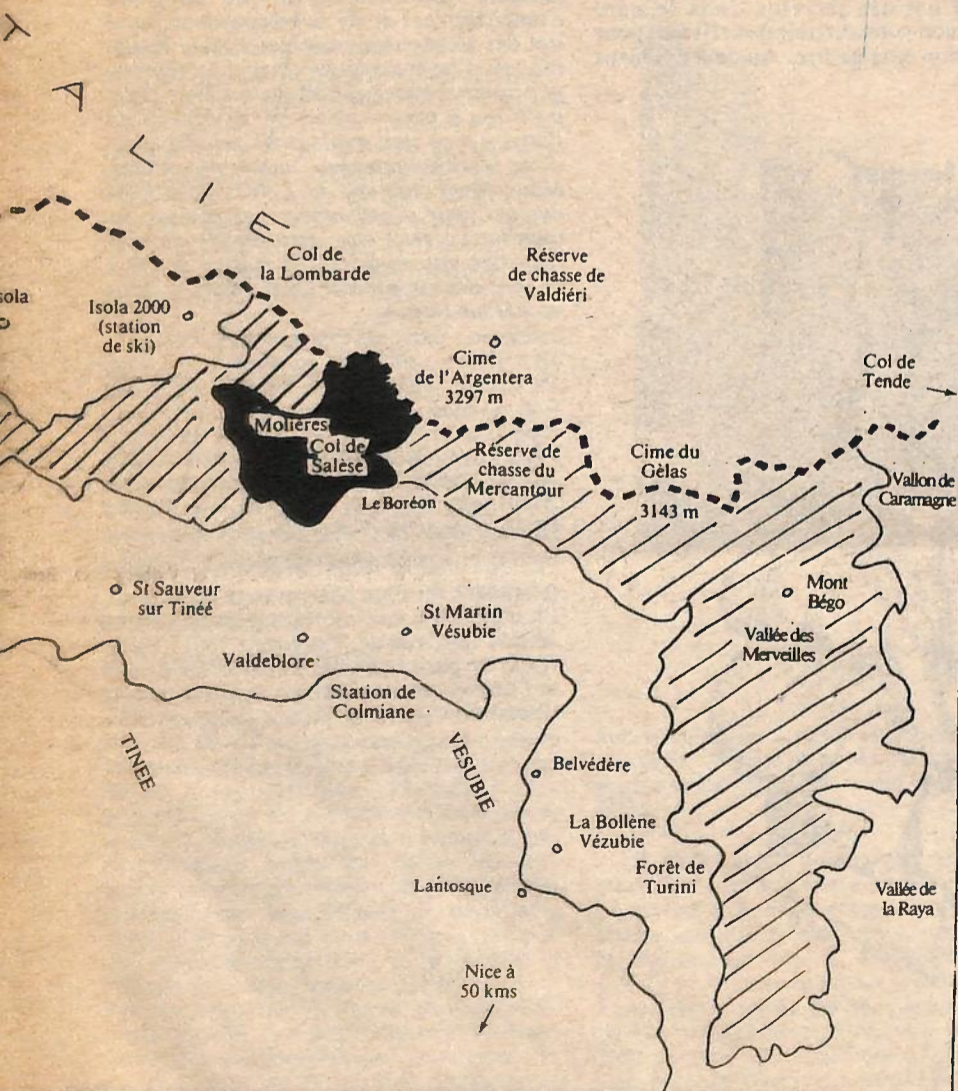 T
A
L
I
E
Col de
la Lombarde
Réserve
de chasse de
Valdiéri
sola
Isola 2000
(station
de ski)
Cime
de l'Argentera
3297 m
Col de
Tende
Molières
Col de
Salèse
Réserve de
chasse du
Mercantour
Cime du
Gèlas
3143 m
Vallon de
Caramagne
Le Boréon
St Sauveur
sur Tinéé
Mont
Bégo
St Martin
Vésubie
Vallée des
Merveilles
Valdeblore
Station de
Colmiane
TINEE
VESUBIE
Belvédère
La Bollène
Vézubie
Forêt de
Turini
Lantosque
Vallée de
la Raya
Nice à
50 kms